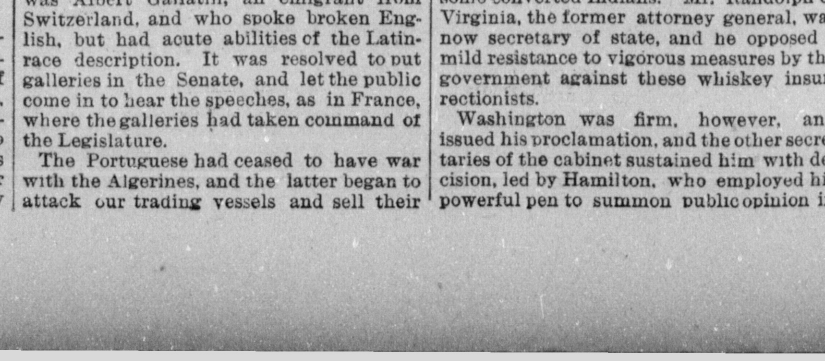 was Albert Gallatin, an emigrant from
Switzerland, and who spoke broken Eng-
lish, but had acute abilities of the Latin-
race description. It was resolved to put
galleries in the Senate, and let the public
come in to hear the speeches, as in France,
where the galleries had taken command of
the Legislature.
The Portuguese had ceased to have war
with the Algerines, and the latter began to
attack our trading vessels and sell their
some converted Indians. Mr. Randolph of
Virginia, the former attorney general, wa
now secretary of state, and he opposed
mild resistance to vigorous measures by th
government against these whiskey insu
rectionists.
Washington was firm, however, an
issued his proclamation, and the other secre
taries of the cabinet sustained him with de
cision, led by Hamilton, who employed hi
powerful pen to summon public opinion i